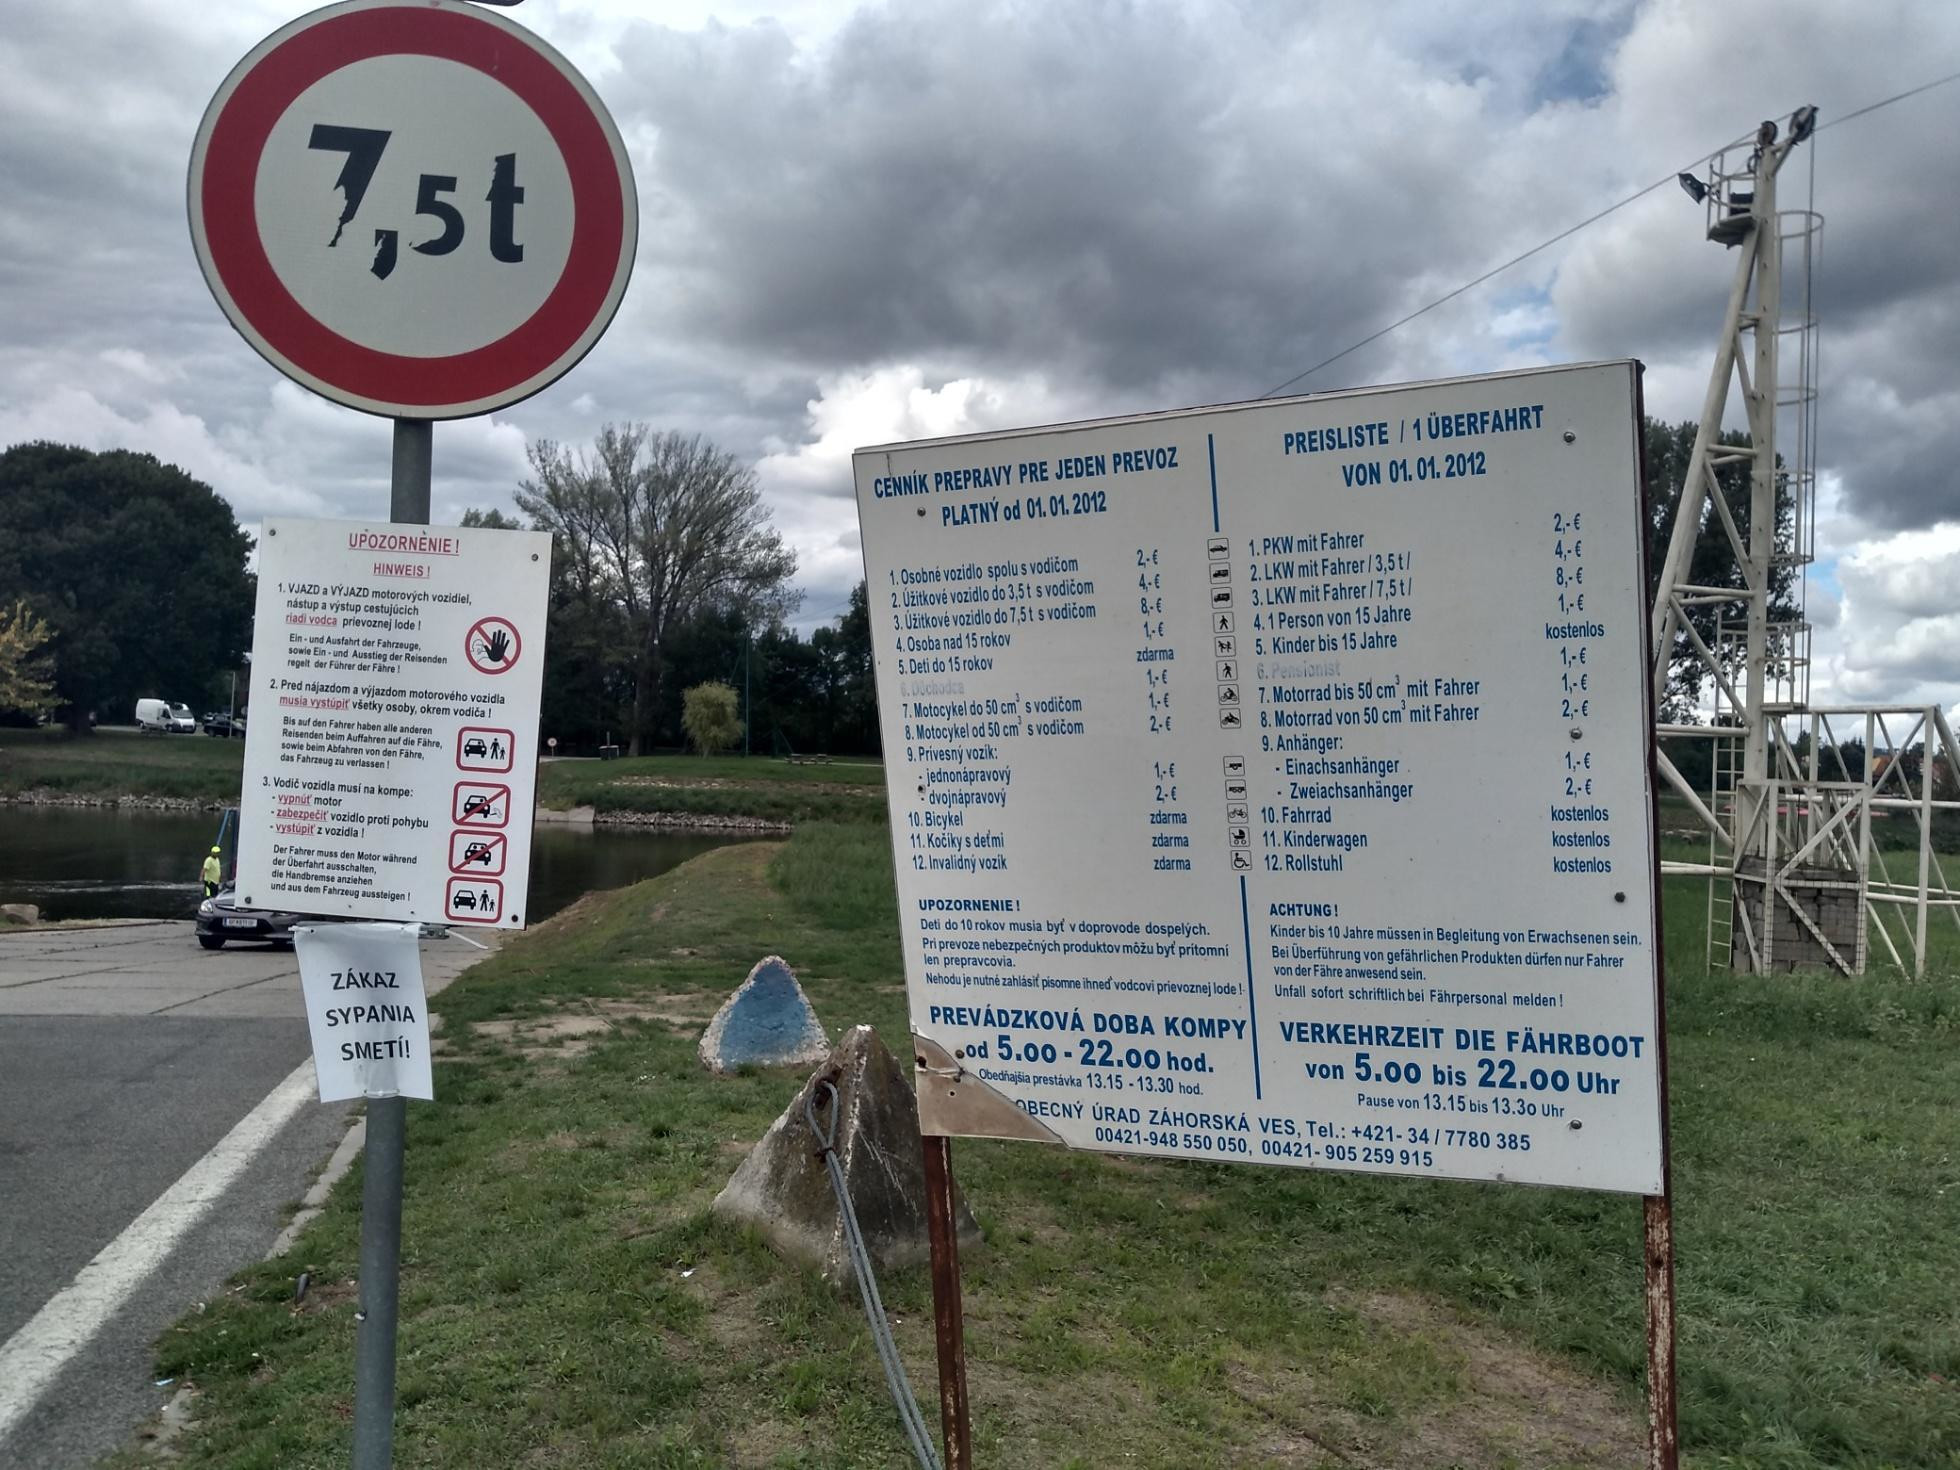 7,5t
UPOZORNENIE!
HINWEIS!
1. VJAZD a VÝJAZD motorových vozidiel,
nástup a výstup cestujúcich
riadi vodca prievoznej lode!
Ein - und Ausfahrt der Fahrzeuge,
sowie Ein - und Ausstieg der Reisenden
regelt der Führer der Fähre!
2. Pred nájazdom a výjazdom motorového vozidla
musia vystúpiť všetky osoby, okrem vodiča!
Bis auf den Fahrer haben alle anderen
Reisenden beim Auffahren auf die Fähre,
sowie beim Abfahren von den Fähre,
das Fahrzeug zu verlassen!
3. Vodič vozidla musí na kompe:
- vypnúť motor
- zabezpečiť vozidlo proti pohybu
- vystúpiť z vozidla!
Der Fahrer muss den Motor während
der Überfahrt ausschalten,
die Handbremse anziehen
und aus dem Fahrzeug aussteigen!
ZÁKAZ
SYPANIA
SMETÍ!
CENNÍK PREPRAVY PRE JEDEN PREVOZ
PLATNÝ od 01.01.2012
1. Osobné vozidlo spolu s vodičom 2,- €
2. Úžitkové vozidlo do 3,5 t s vodičom 4,- €
3. Úžitkové vozidlo do 7,5 t s vodičom 8,- €
4. Osoba nad 15 rokov 1,- €
5. Deti do 15 rokov zdarma
6. Dôchodca 1,- €
7. Motocykel do 50 cm³ s vodičom 1,- €
8. Motocykel od 50 cm³ s vodičom 2,- €
9. Privesný vozík:
- jednonápravový 1,- €
- dvojnápravový 2,- €
10. Bicykel zdarma
11. Kočíky s deťmi zdarma
12. Invalidný vozík zdarma
UPOZORNENIE!
Deti do 10 rokov musia byť v doprovode dospelých.
Pri prevoze nebezpečných produktov môžu byť prítomní
len prepravcovia.
Nehodu je nutné zahlásiť písomne ihneď vodcovi prievoznej lode!
PREVÁDZKOVÁ DOBA KOMPY
od 5.00 - 22.00 hod.
Obedňajšia prestávka 13.15 - 13.30 hod.
PREISLISTE / 1 ÜBERFAHRT
VON 01.01.2012
1. PKW mit Fahrer 2,- €
2. LKW mit Fahrer / 3,5 t / 4,- €
3. LKW mit Fahrer / 7,5 t / 8,- €
4. 1 Person von 15 Jahre 1,- €
5. Kinder bis 15 Jahre kostenlos
6. Pensionist 1,- €
7. Motorrad bis 50 cm³ mit Fahrer 1,- €
8. Motorrad von 50 cm³ mit Fahrer 2,- €
9. Anhänger:
- Einachsanhänger 1,- €
- Zweiachsanhänger 2,- €
10. Fahrrad kostenlos
11. Kinderwagen kostenlos
12. Rollstuhl kostenlos
ACHTUNG!
Kinder bis 10 Jahre müssen in Begleitung von Erwachsenen sein.
Bei Überführung von gefährlichen Produkten dürfen nur Fahrer
von der Fähre anwesend sein.
Unfall sofort schriftlich bei Fährpersonal melden!
VERKEHRZEIT DIE FÄHRBOOT
von 5.00 bis 22.00 Uhr
Pause von 13.15 bis 13.30 Uhr
OBECNÝ ÚRAD ZÁHORSKÁ VES, Tel.: +421- 34 / 7780 385
00421-948 550 050, 00421- 905 259 915